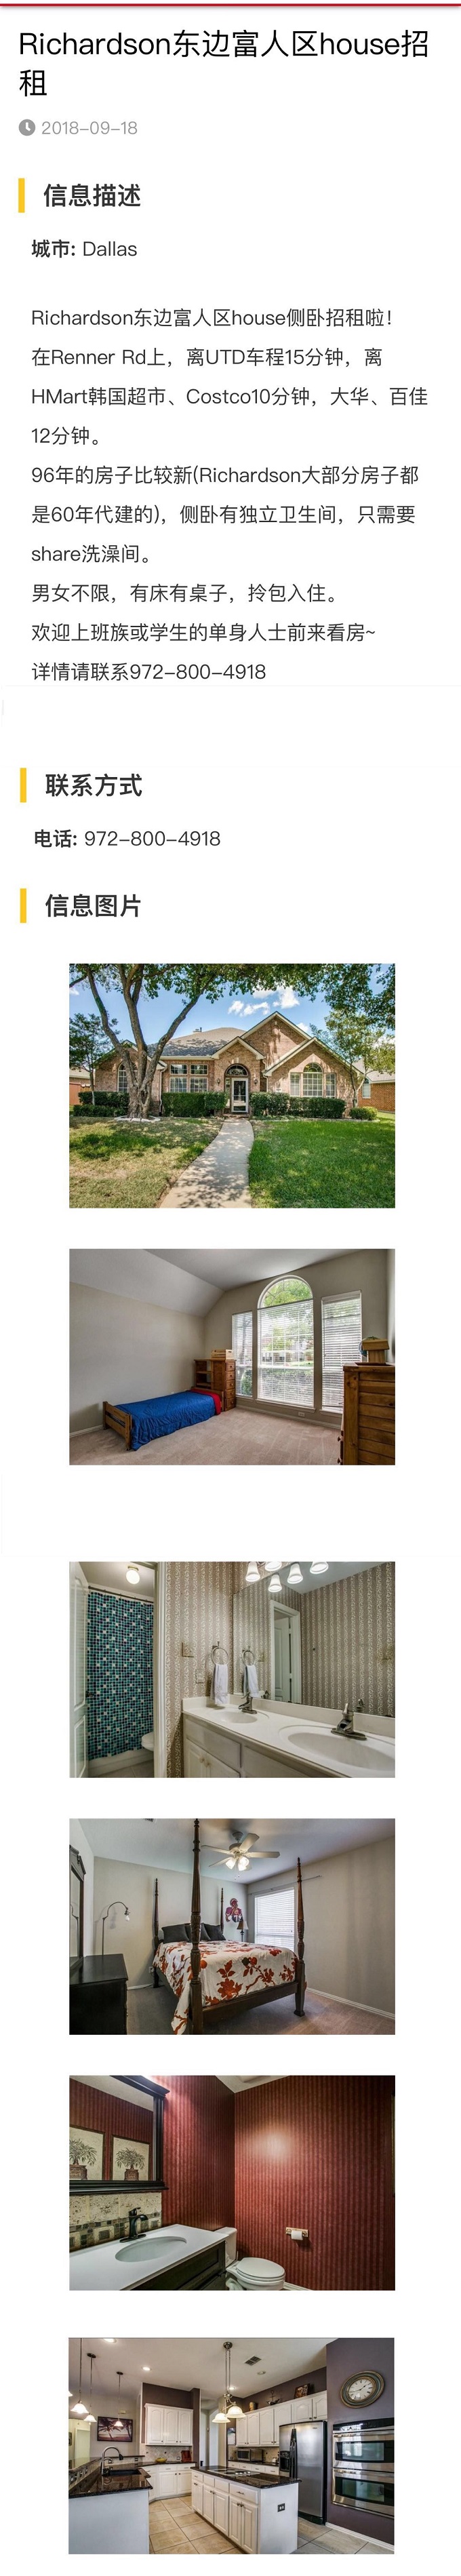 Richardson东边富人区house招
租
2018-09-18
信息描述
城市: Dallas
Richardson东边富人区house侧卧招租啦！
在Renner Rd上，离UTD车程15分钟，离
HMart韩国超市、Costco10分钟，大华、百佳
12分钟。
96年的房子比较新(Richardson大部分房子都
是60年代建的)，侧卧有独立卫生间，只需要
share洗澡间。
男女不限，有床有桌子，拎包入住。
欢迎上班族或学生的单身人士前来看房~
详情请联系972-800-4918
联系方式
电话: 972-800-4918
信息图片